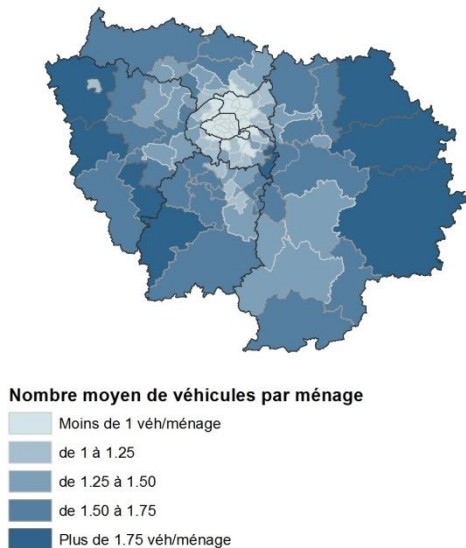 Nombre moyen de véhicules par ménage
Moins de 1 véh/ménage
de 1 à 1.25
de 1.25 à 1.50
de 1.50 à 1.75
Plus de 1.75 véh/ménage